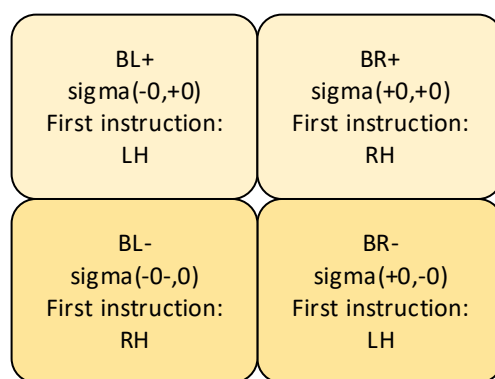 BL+
sigma(-0,+0)
First instruction:
LH
BR+
sigma(+0,+0)
First instruction:
RH
BL-
sigma(-0-,0)
First instruction:
RH
BR-
sigma(+0,-0)
First instruction:
LH